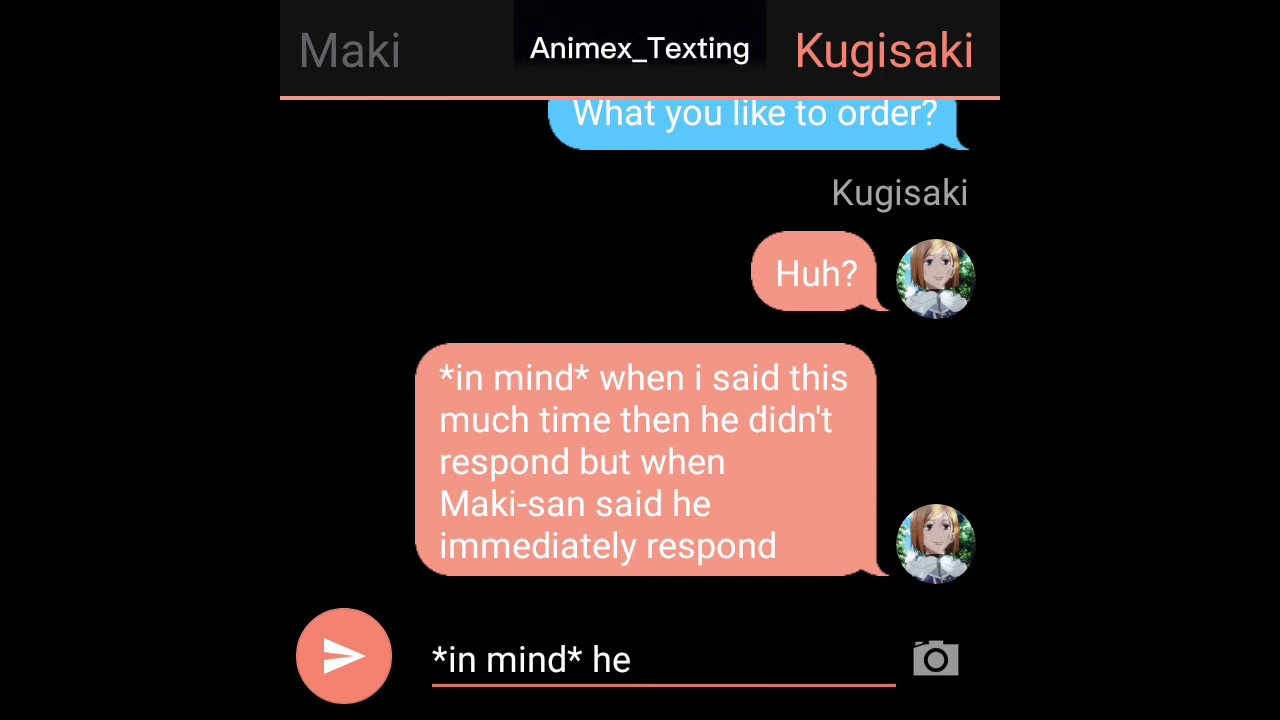 Maki
Animex_Texting
Kugisaki
What you like to order?
Kugisaki
Huh?
*in mind* when i said this
much time then he didn't
respond but when
Maki-san said he
immediately respond
*in mind* he